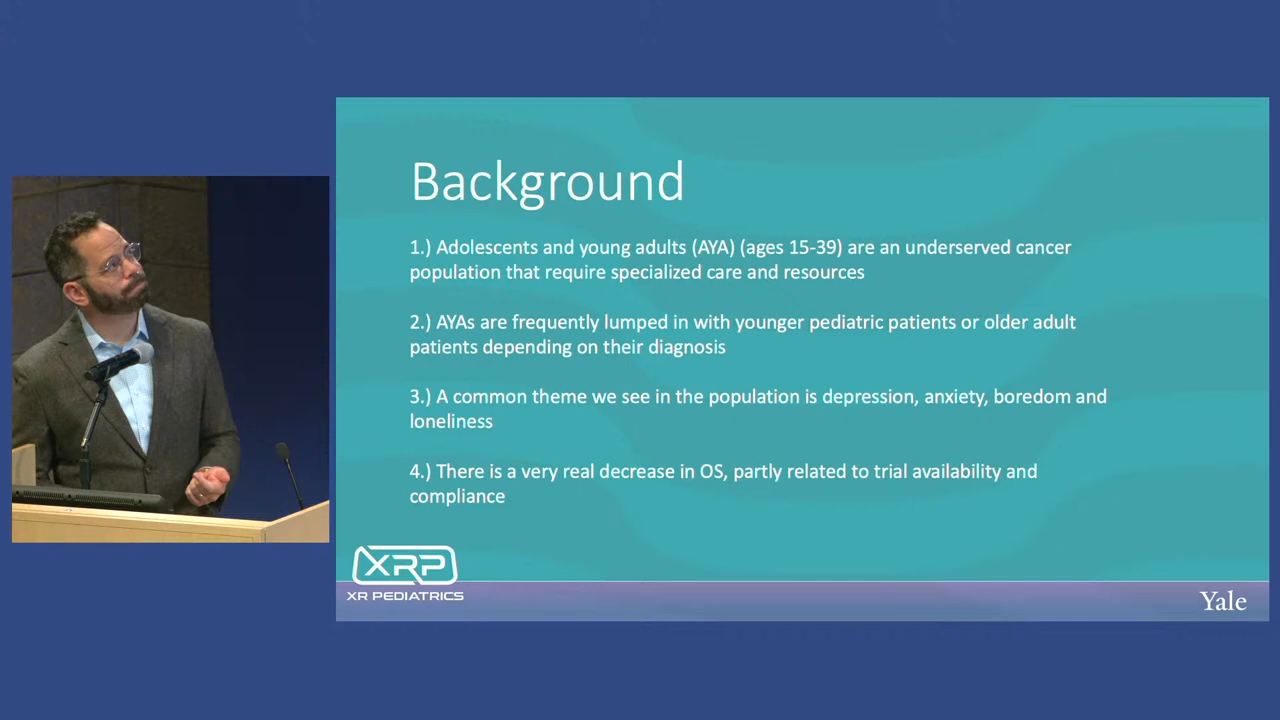 Background
1.) Adolescents and young adults (AYA) (ages 15-39) are an underserved cancer
population that require specialized care and resources
2.) AYAs are frequently lumped in with younger pediatric patients or older adult
patients depending on their diagnosis
3.) A common theme we see in the population is depression, anxiety, boredom and
loneliness
4.) There is a very real decrease in OS, partly related to trial availability and
compliance
XRP
XR PEDIATRICS
Yale